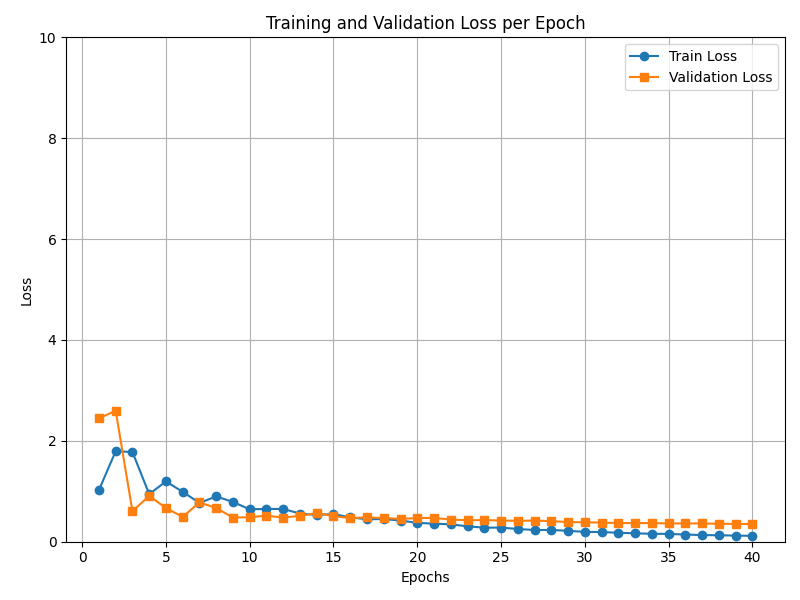 Training and Validation Loss per Epoch
Train Loss
Validation Loss
Loss
10
8
6
4
2
0
0 5 10 15 20 25 30 35 40
Epochs